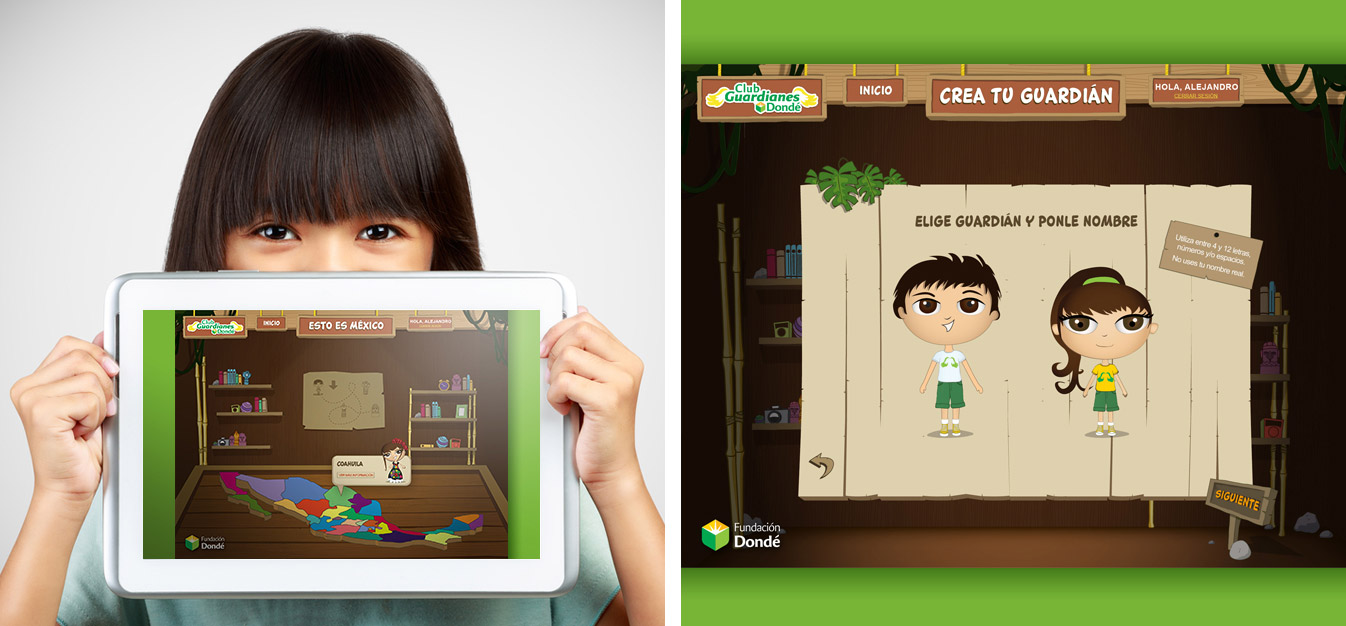 Club
Guardianes
Dondé
INICIO
ESTO ES MÉXICO
HOLA, ALEJANDRO
COAHUILA
Fundación
Dondé
Club
Guardianes
Dondé
INICIO
CREA TU GUARDIÁN
HOLA, ALEJANDRO
CERRAR SESIÓN
ELIGE GUARDIÁN Y PONLE NOMBRE
Utiliza entre 4 y 12 letras,
números y/o espacios.
No uses tu nombre real.
SIGUIENTE
Fundación
Dondé